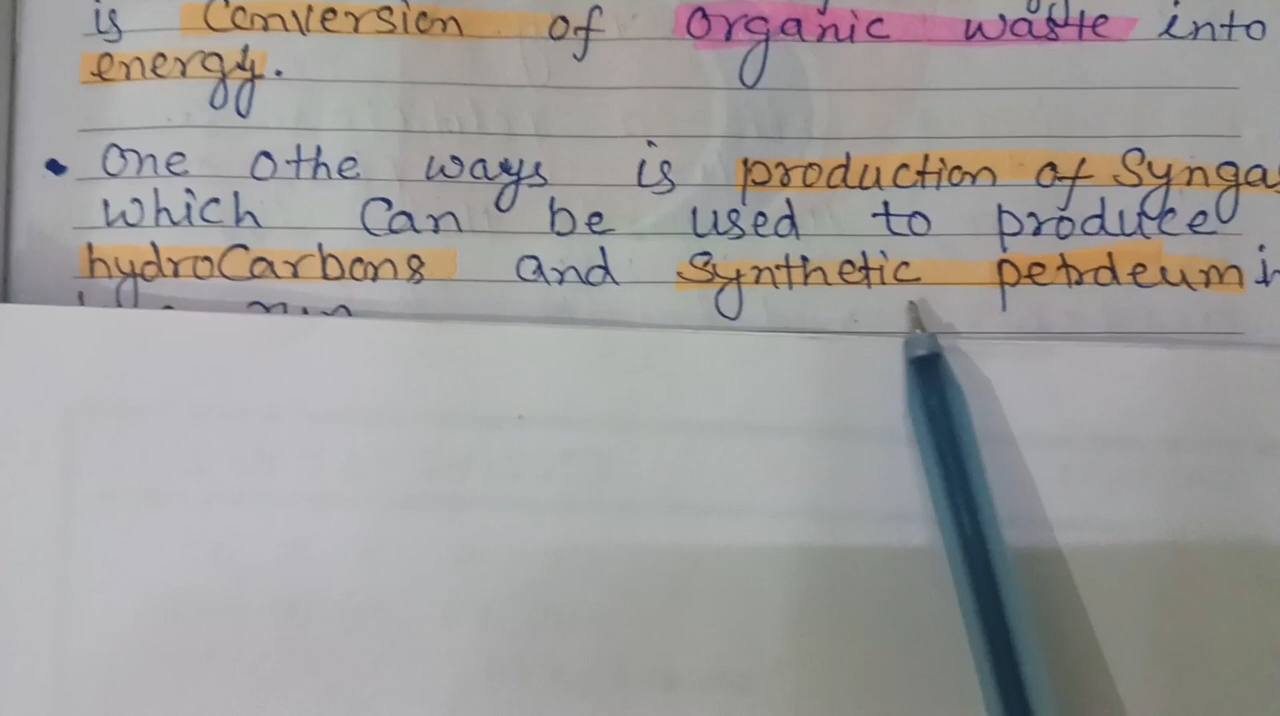 is Conversion of organic waste into
energy.
• One Othe ways is production of Synga
which Can be used to produce
hydroCarbons and Synthetic petroleum